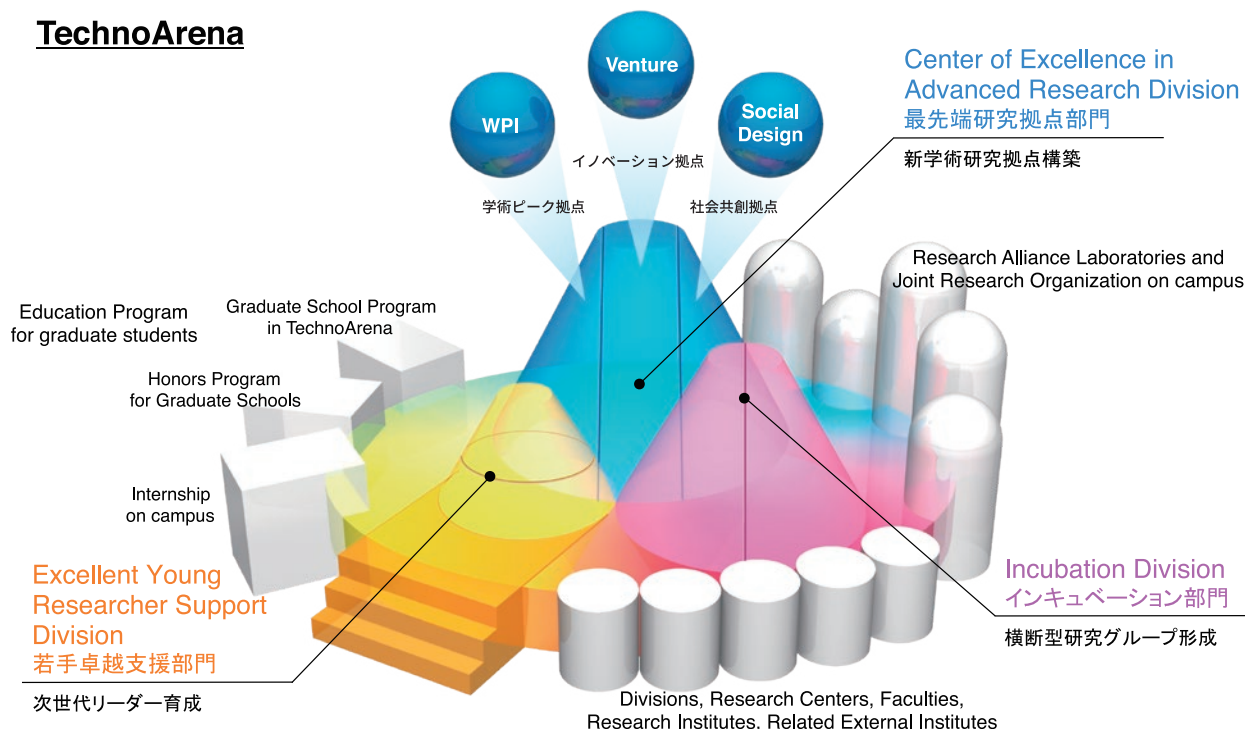 TechnoArena
WPI
Venture
Social
Design
イノベーション拠点
学術ピーク拠点
社会共創拠点
Center of Excellence in
Advanced Research Division
最先端研究拠点部門
新学術研究拠点構築
Research Alliance Laboratories and
Joint Research Organization on campus
Education Program
for graduate students
Graduate School Program
in TechnoArena
Honors Program
for Graduate Schools
Internship
on campus
Excellent Young
Researcher Support
Division
若手卓越支援部門
次世代リーダー育成
Incubation Division
インキュベーション部門
横断型研究グループ形成
Divisions, Research Centers, Faculties,
Research Institutes, Related External Institutes